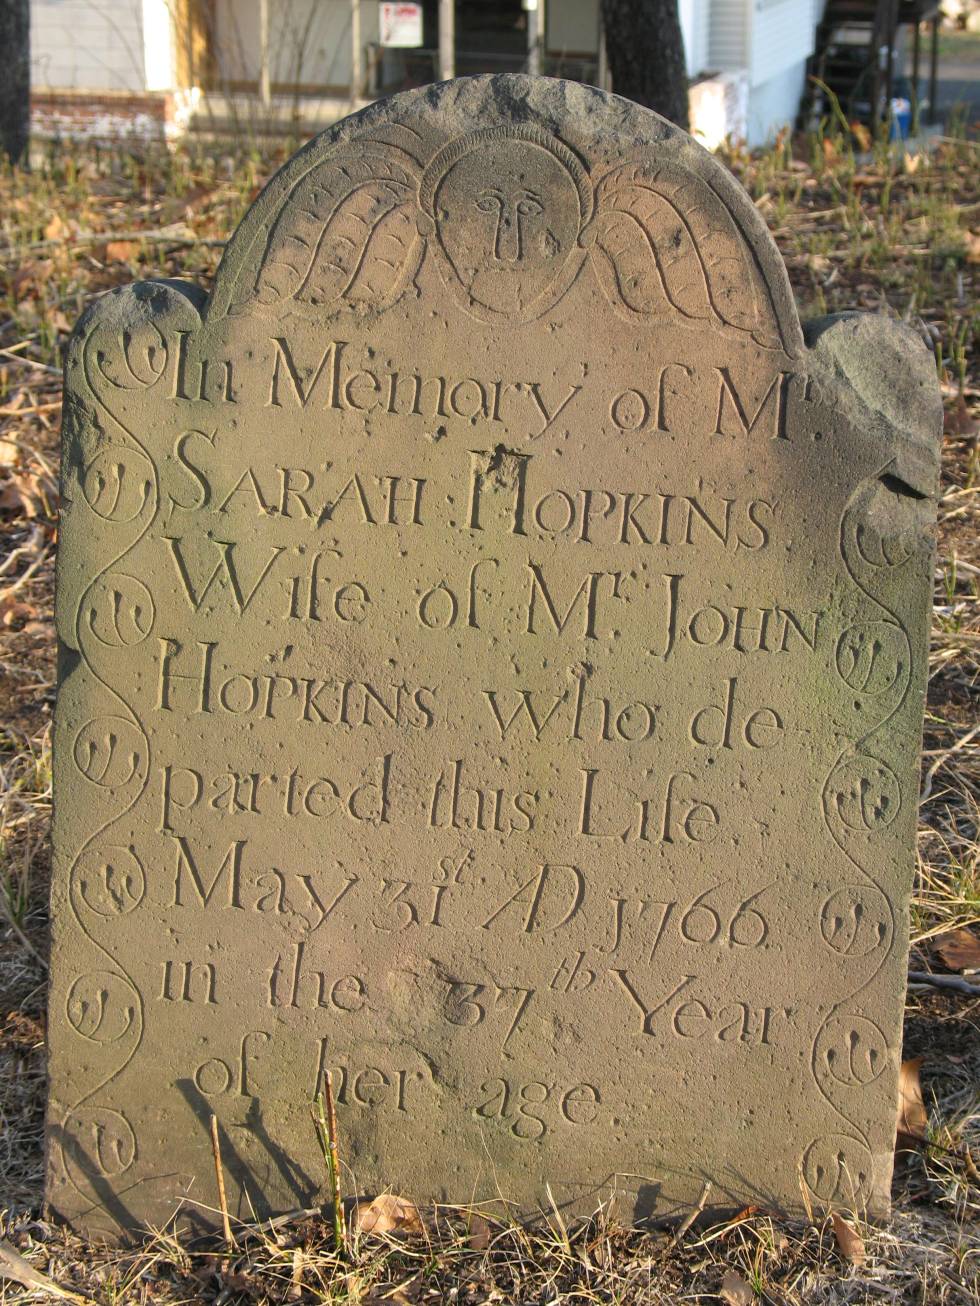 In Memory of Mrs
SARAH HOPKINS
Wife of Mr. JOHN
HOPKINS who de
parted this Life
May 31st. AD 1766
in the 37th Year
of her age